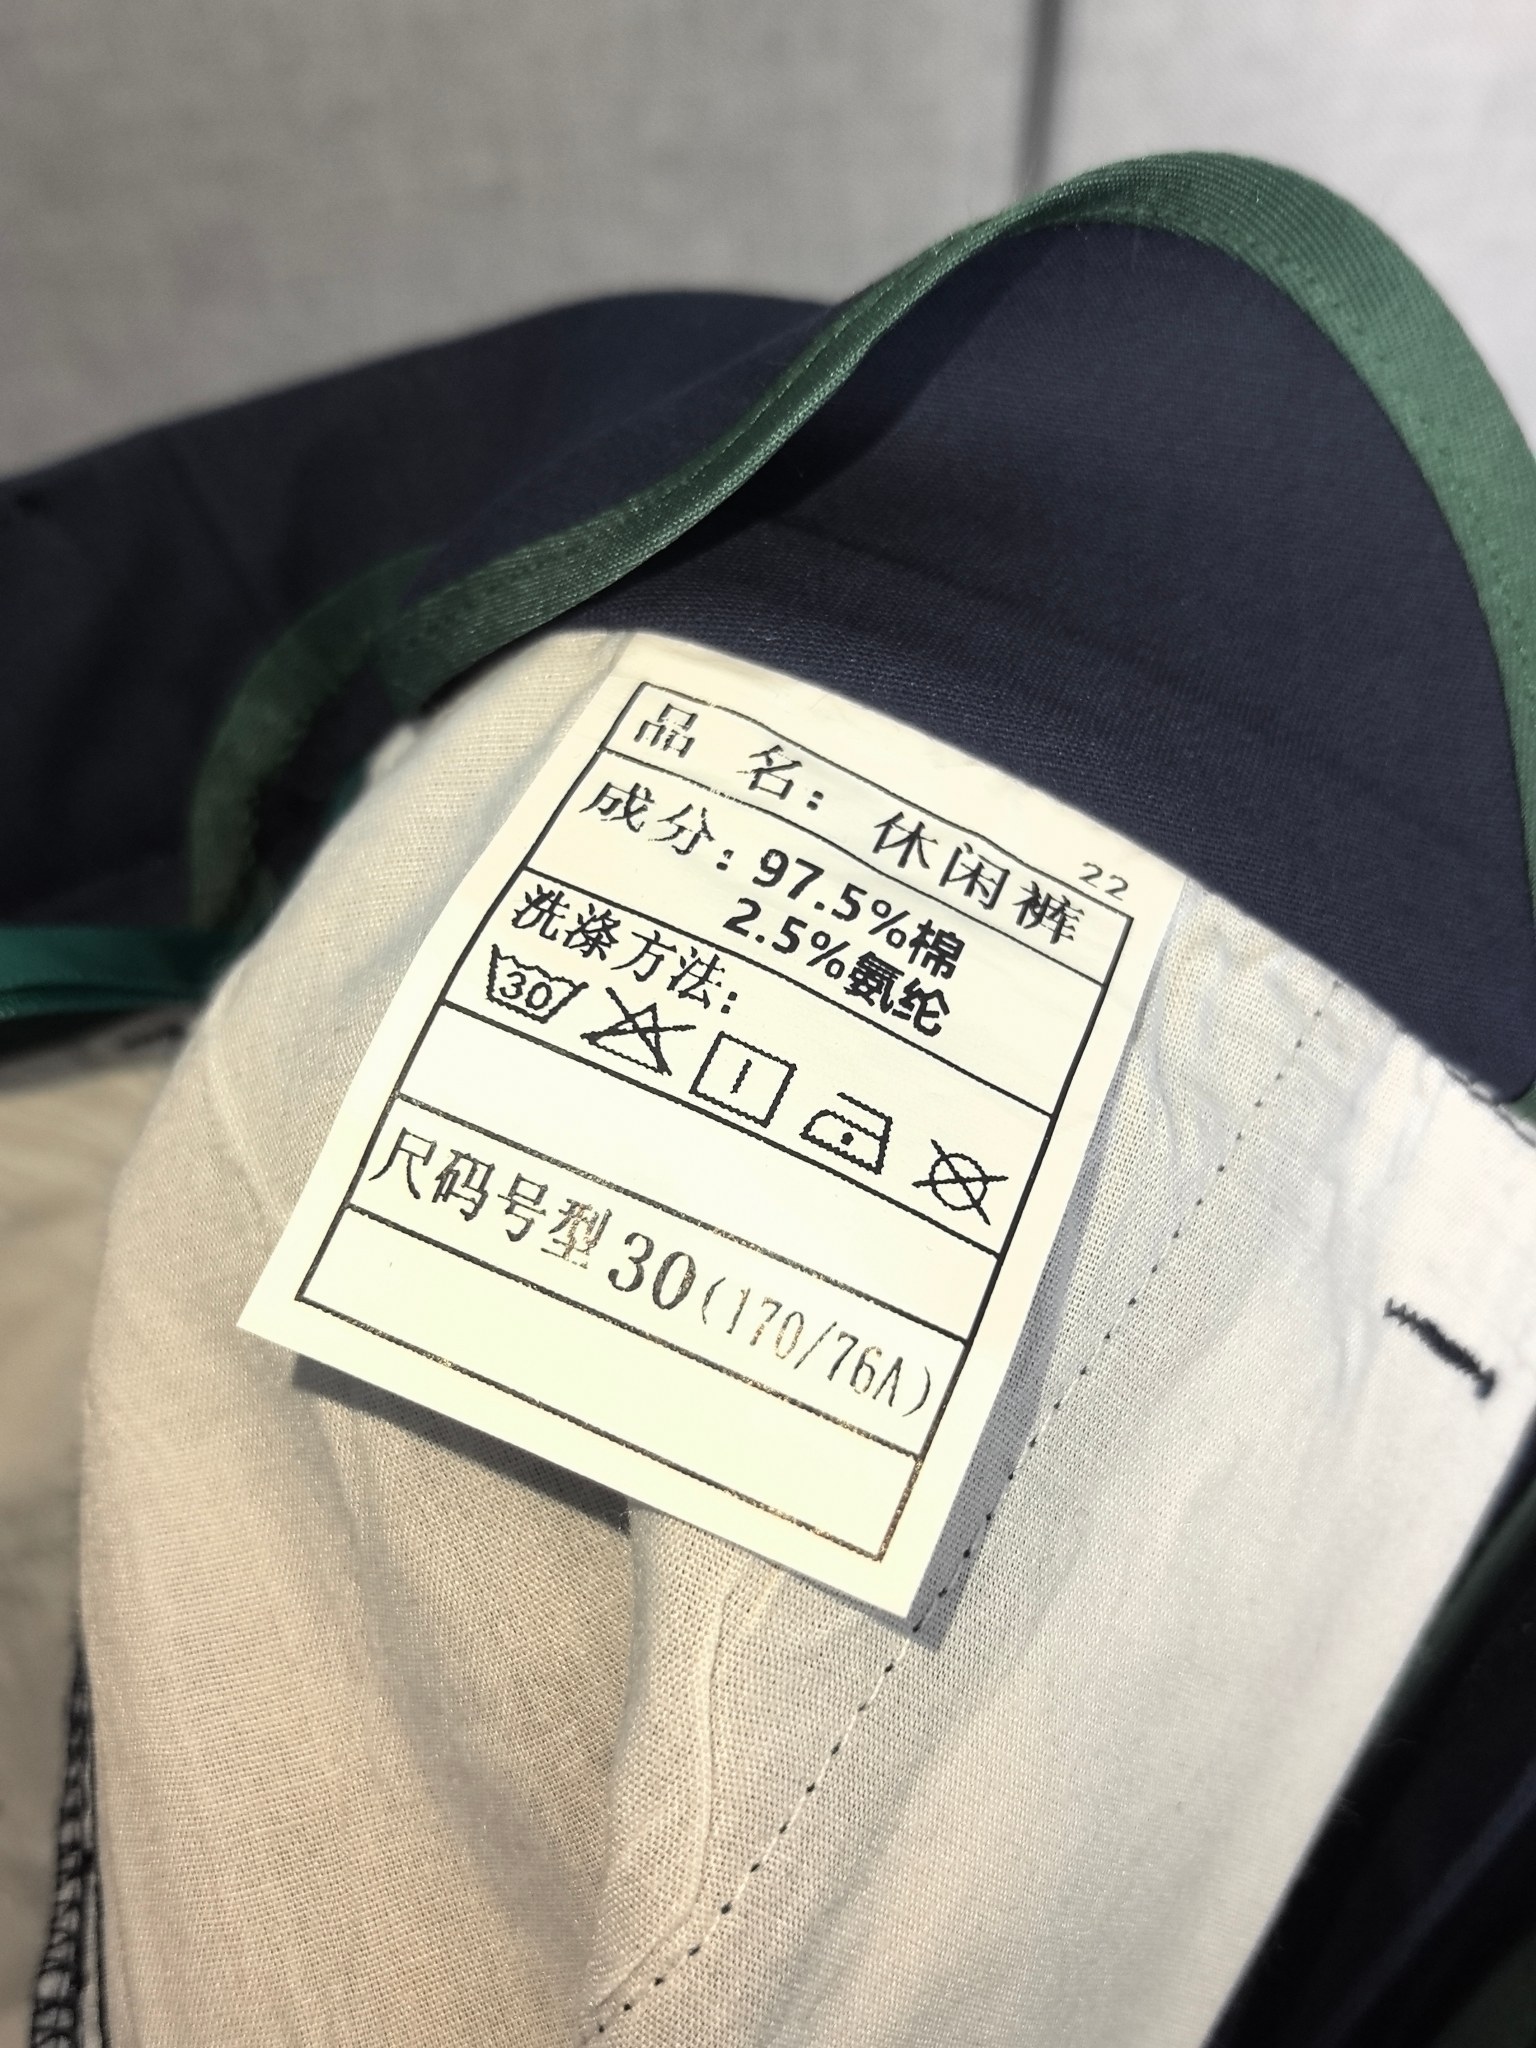 22
品 名：休闲裤
成分：97.5%棉
2.5%氨纶
洗涤方法：
30
尺码号型30(170/76A)